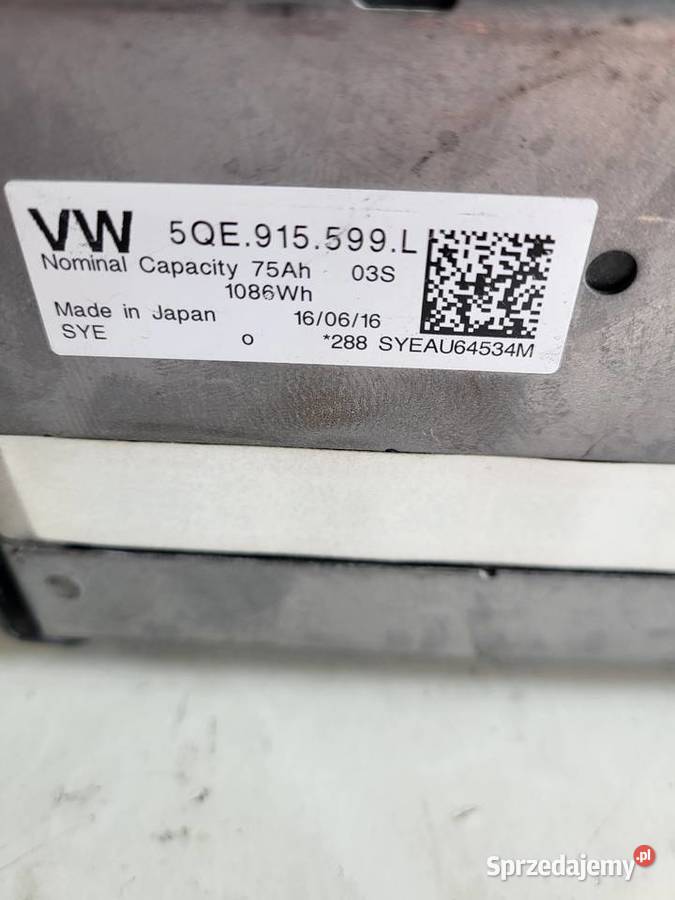 VW 5QE.915.599.L
Nominal Capacity 75Ah 03S
1086Wh
Made in Japan 16/06/16
SYE o *288 SYEAU64534M
Sprzedajemy.pl